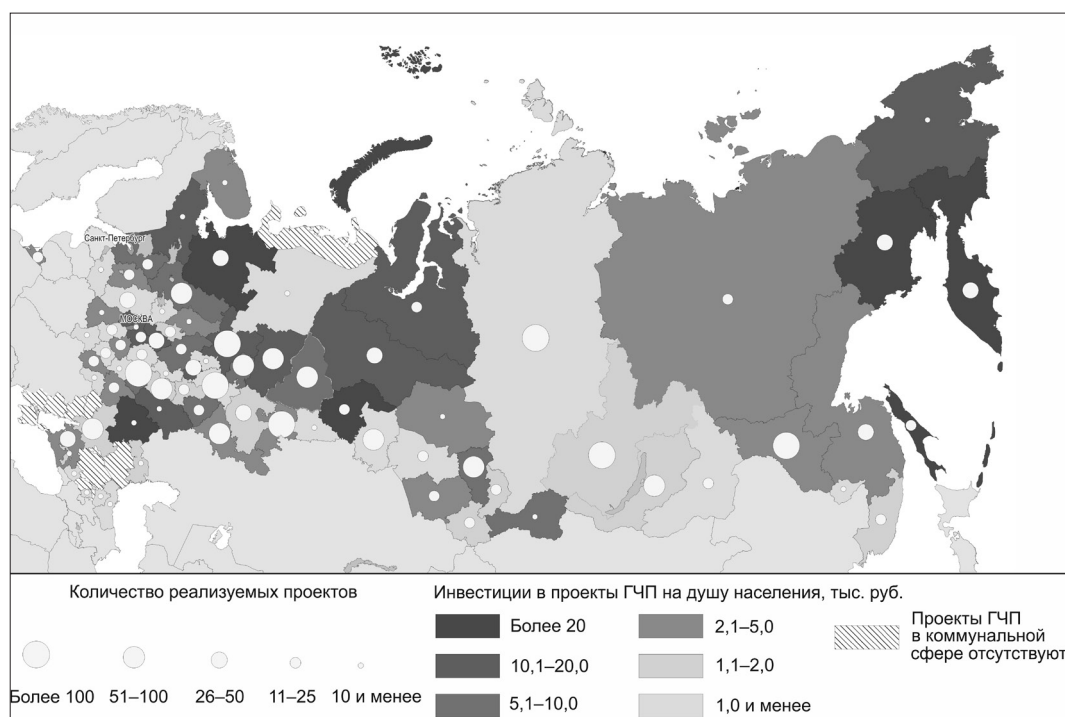 Санкт-Петербург
МОСКВА
Количество реализуемых проектов
Более 100
51–100
26–50
11–25
10 и менее
Инвестиции в проекты ГЧП на душу населения, тыс. руб.
Более 20
10,1–20,0
5,1–10,0
2,1–5,0
1,1–2,0
1,0 и менее
Проекты ГЧП
в коммунальной
сфере отсутствуют